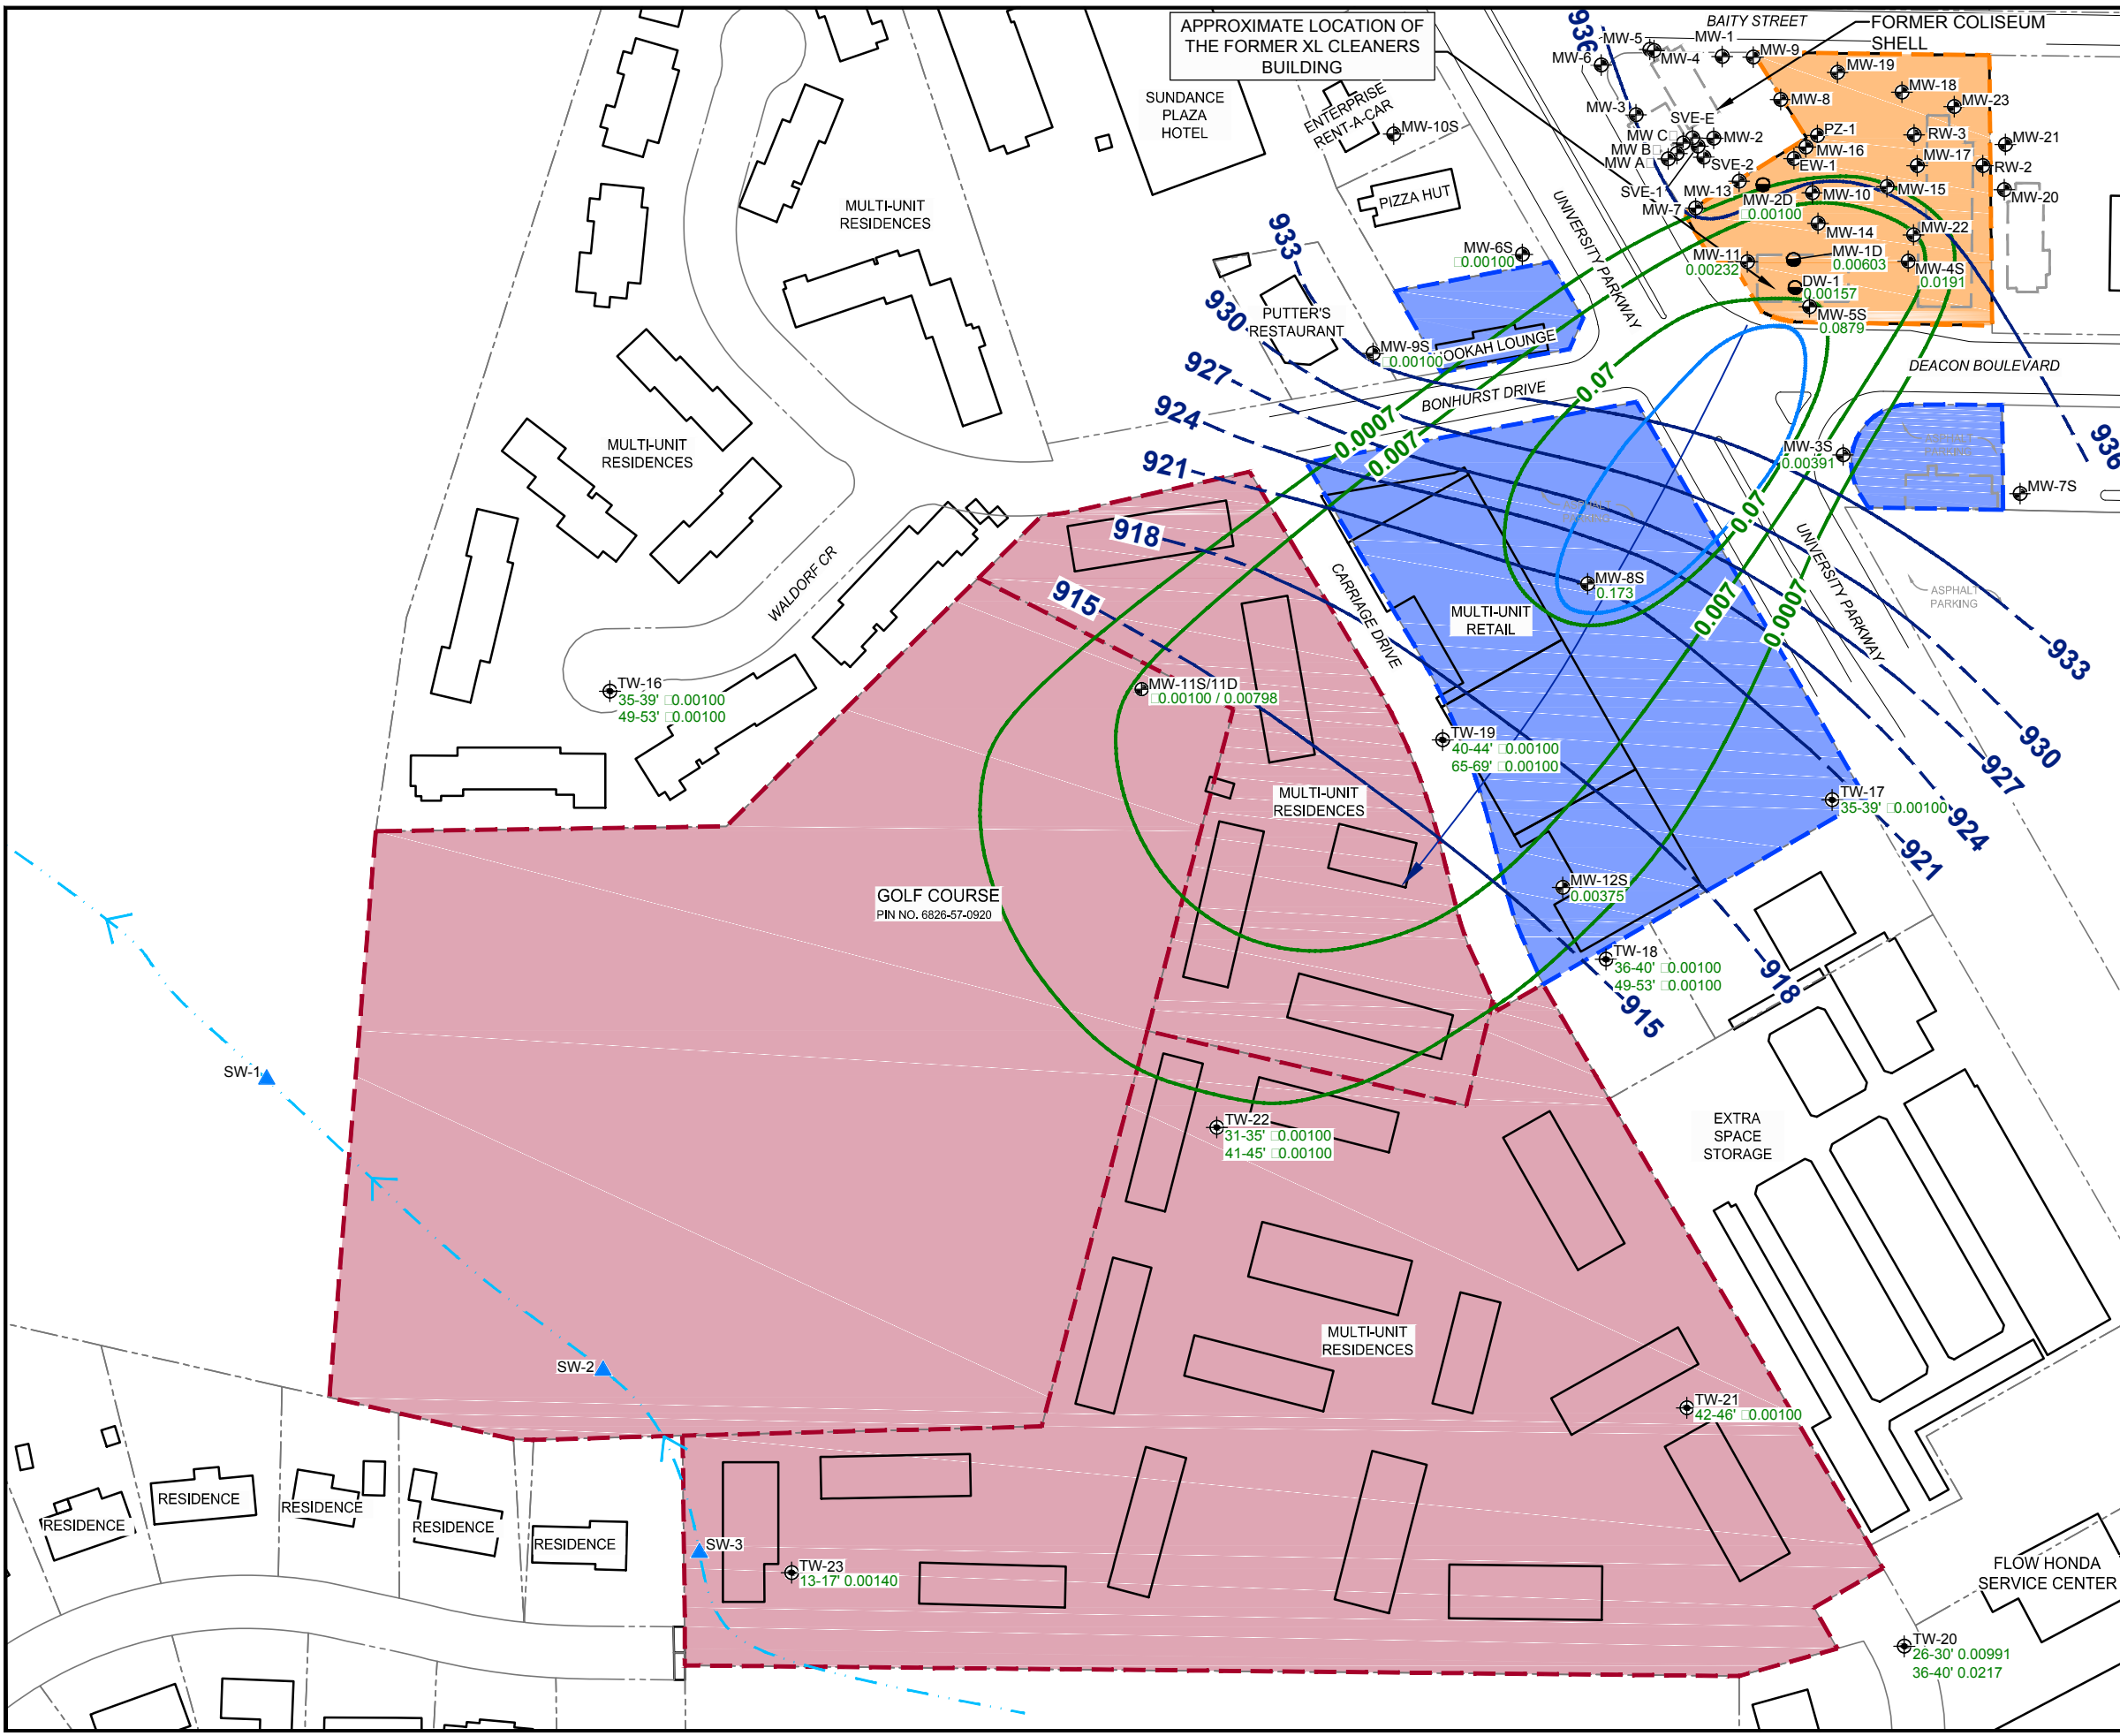 APPROXIMATE LOCATION OF
THE FORMER XL CLEANERS
BUILDING
936
BAITY STREET
FORMER COLISEUM
SHELL
MW-5
MW-4
MW-1
MW-9
MW-6
MW-19
MW-18
MW-8
MW-23
MW-3
SVE-E
PZ-1
RW-3
MW-21
MW C
MW-2
MW B
MW-16
MW A
SVE-2
EW-1
MW-17
RW-2
SVE-1
MW-13
MW-15
MW-20
MW-7
MW-2D
□0.00100
MW-10
MW-14
MW-22
MW-11
0.00232
MW-1D
0.00603
MW-4S
0.0191
DW-1
0.00157
MW-5S
0.0879
SUNDANCE
PLAZA
HOTEL
ENTERPRISE
RENT-A-CAR
MW-10S
PIZZA HUT
UNIVERSITY PARKWAY
MULTI-UNIT
RESIDENCES
933
MW-6S
□0.00100
930
PUTTER'S
RESTAURANT
MW-9S
□0.00100
OOKAH LOUNGE
927
BONHURST DRIVE
0.07
DEACON BOULEVARD
924
0.0007
0.007
936
921
MULTI-UNIT
RESIDENCES
MW-3S
0.00391
ASPHALT
PARKING
MW-7S
918
ASPHALT
PARKING
0.07
UNIVERSITY PARKWAY
WALDORF CR
915
CARRIAGE DRIVE
MW-8S
0.173
MULTI-UNIT
RETAIL
0.007
0.0007
ASPHALT
PARKING
933
TW-16
35-39' □0.00100
49-53' □0.00100
MW-11S/11D
□0.00100 / 0.00798
TW-19
40-44' □0.00100
65-69' □0.00100
930
927
MULTI-UNIT
RESIDENCES
TW-17
35-39' □0.00100
924
921
GOLF COURSE
PIN NO. 6826-57-0920
MW-12S
0.00375
TW-18
36-40' □0.00100
49-53' □0.00100
918
915
SW-1
TW-22
31-35' □0.00100
41-45' □0.00100
EXTRA
SPACE
STORAGE
MULTI-UNIT
RESIDENCES
SW-2
TW-21
42-46' □0.00100
RESIDENCE
RESIDENCE
RESIDENCE
RESIDENCE
RESIDENCE
SW-3
TW-23
13-17' 0.00140
FLOW HONDA
SERVICE CENTER
TW-20
26-30' 0.00991
36-40' 0.0217